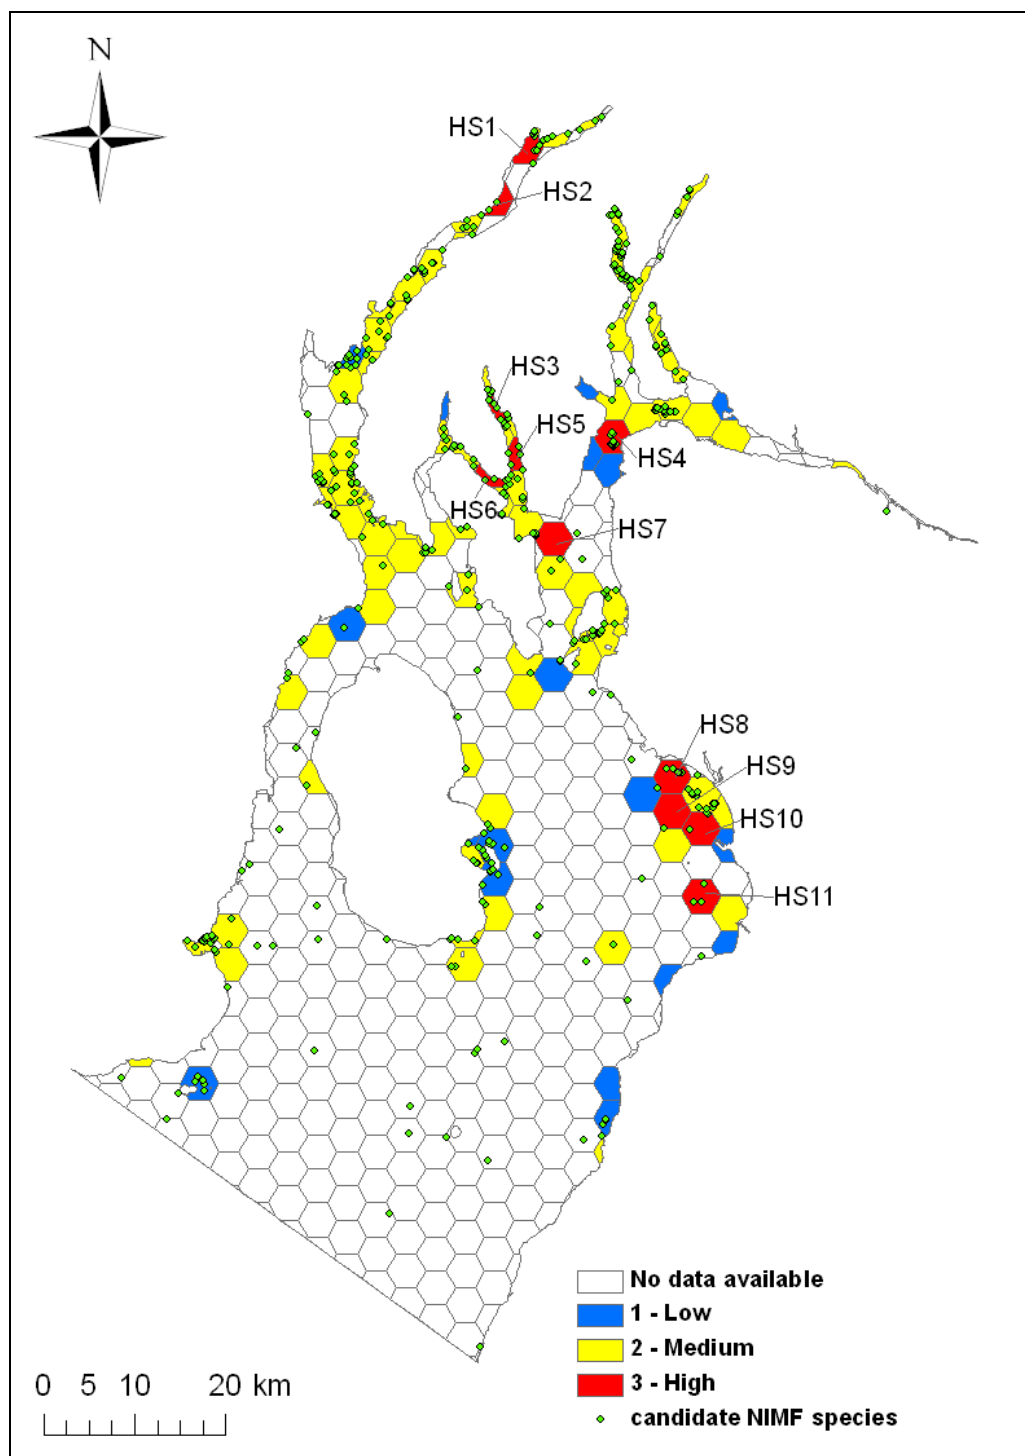 N
HS1
HS2
HS3
HS5
HS4
HS6
HS7
HS8
HS9
HS10
HS11
No data available
1 - Low
2 - Medium
3 - High
candidate NIMF species
0 5 10 20 km